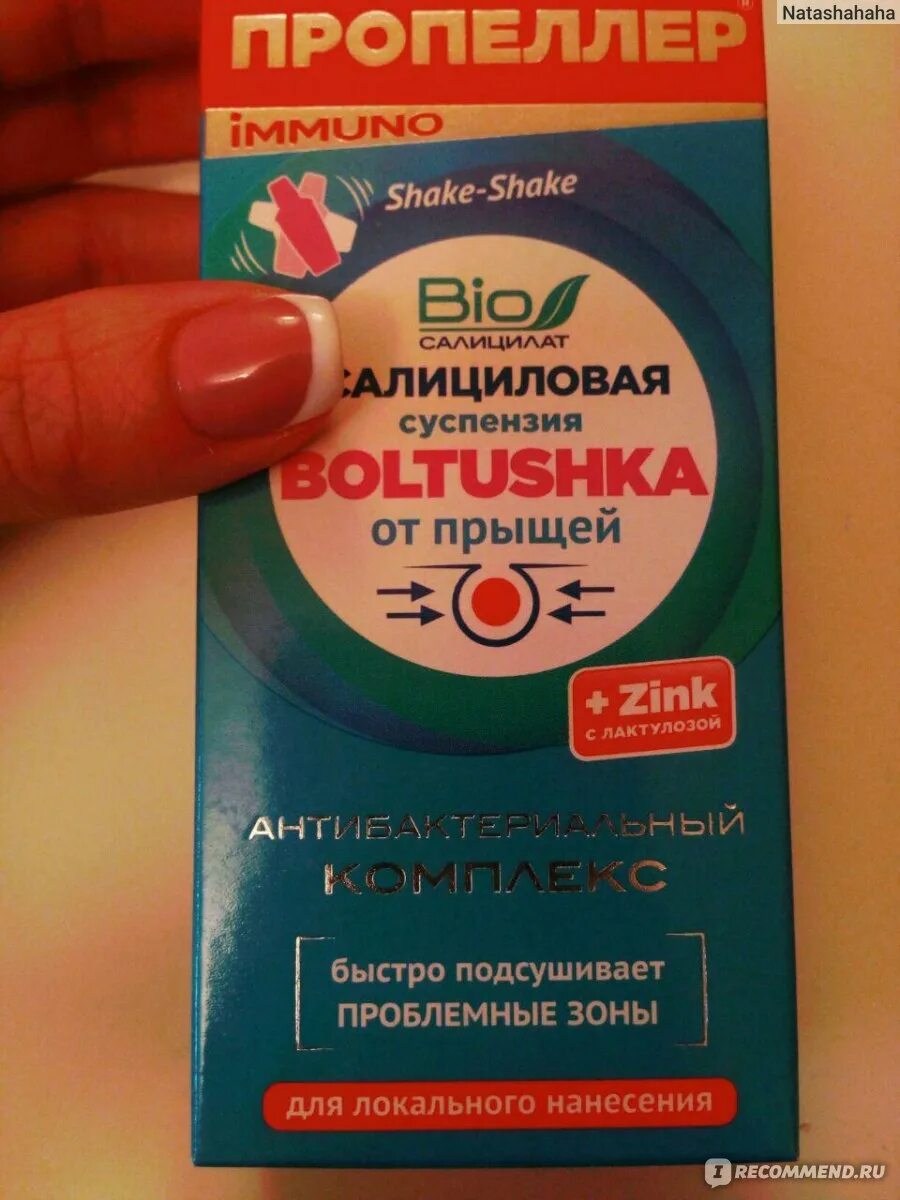 Natashahaha
ПРОПЕЛЛЕР®
iMMUNO
Shake-Shake
Bio
САЛИЦИЛАТ
САЛИЦИЛОВАЯ
суспензия
BOLTUSHKA
от прыщей
+ Zink
С ЛАКТУЛОЗОЙ
АНТИБАКТЕРИАЛЬНЫЙ
КОМПЛЕКС
быстро подсушивает
ПРОБЛЕМНЫЕ ЗОНЫ
для локального нанесения
IRECOMMEND.RU